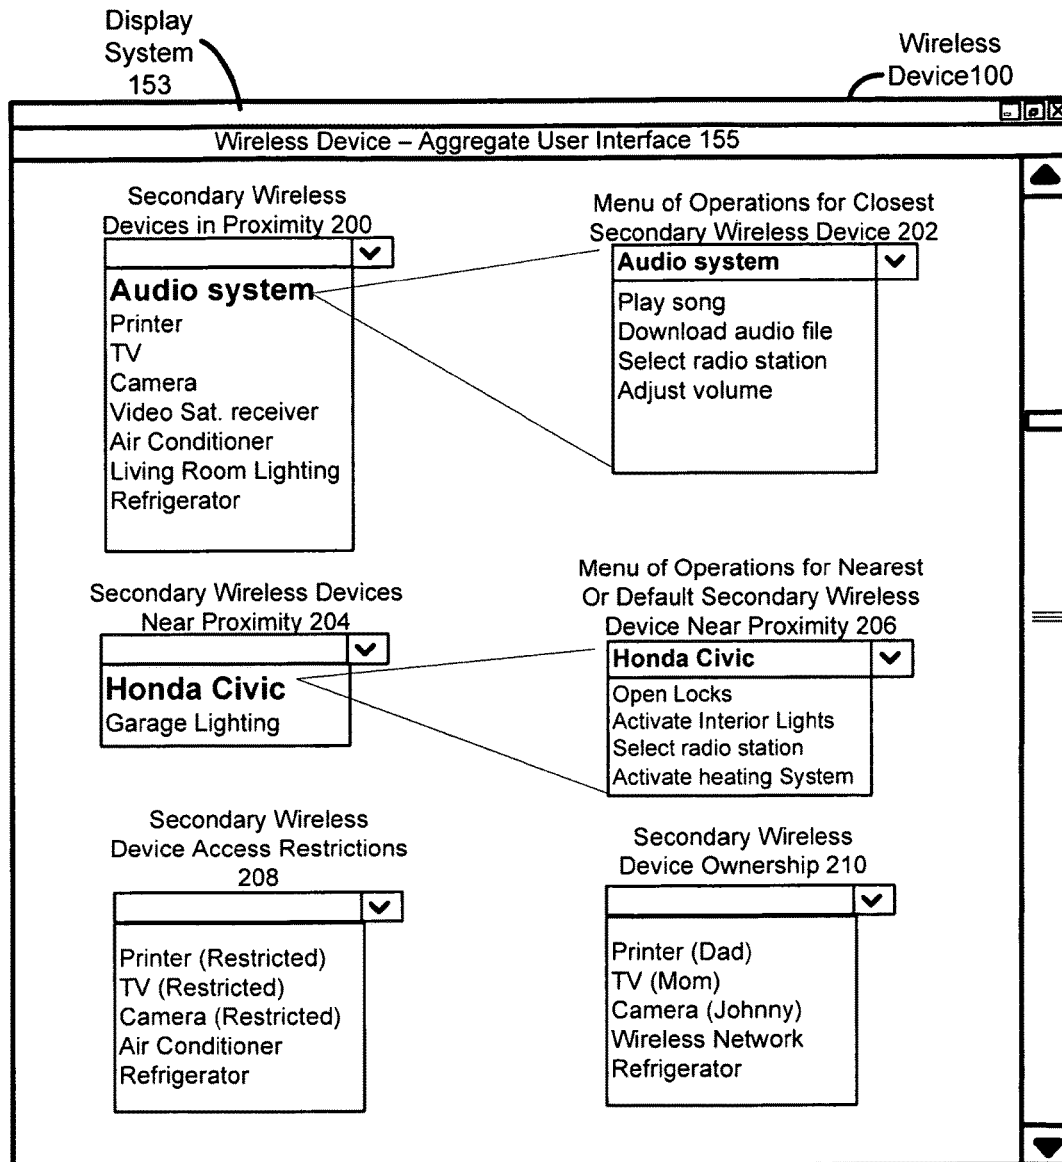 Display
System
153
Wireless
Device100
Wireless Device – Aggregate User Interface 155
Secondary Wireless
Devices in Proximity 200
Audio system
Printer
TV
Camera
Video Sat. receiver
Air Conditioner
Living Room Lighting
Refrigerator
Menu of Operations for Closest
Secondary Wireless Device 202
Audio system
Play song
Download audio file
Select radio station
Adjust volume
Secondary Wireless Devices
Near Proximity 204
Honda Civic
Garage Lighting
Menu of Operations for Nearest
Or Default Secondary Wireless
Device Near Proximity 206
Honda Civic
Open Locks
Activate Interior Lights
Select radio station
Activate heating System
Secondary Wireless
Device Access Restrictions
208
Printer (Restricted)
TV (Restricted)
Camera (Restricted)
Air Conditioner
Refrigerator
Secondary Wireless
Device Ownership 210
Printer (Dad)
TV (Mom)
Camera (Johnny)
Wireless Network
Refrigerator